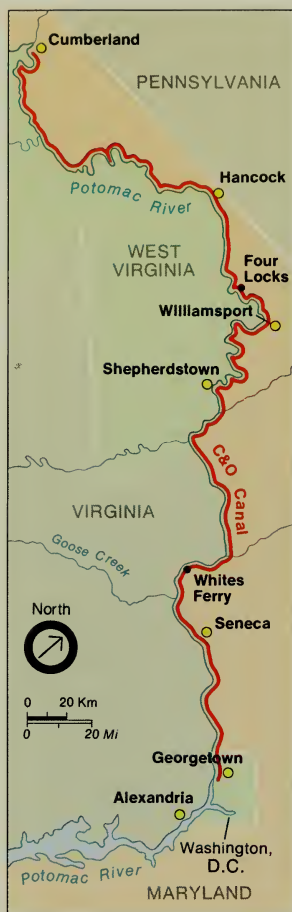 Cumberland
PENNSYLVANIA
Potomac River
Hancock
WEST
VIRGINIA
Four
Locks
Williamsport
Shepherdstown
C&O Canal
VIRGINIA
Goose Creek
Whites
Ferry
North
Seneca
0 20 Km
0 20 Mi
Georgetown
Alexandria
Washington,
D.C.
Potomac River
MARYLAND